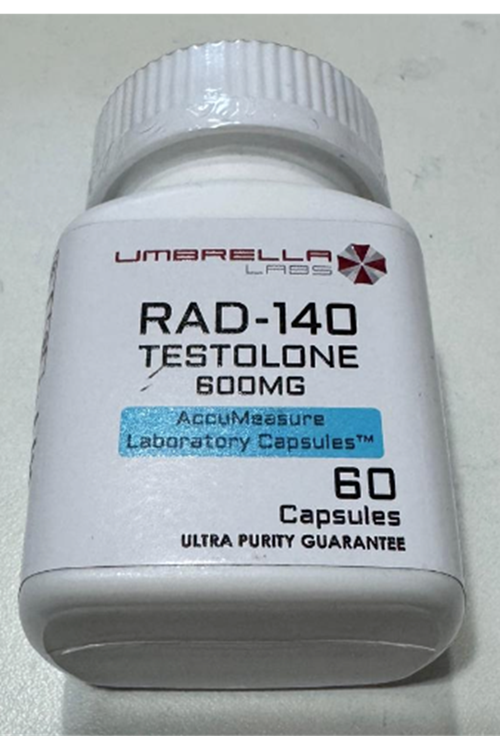 UMBRELLA
LABS
RAD-140
TESTOLONE
600MG
AccuMeasure
Laboratory Capsules™
60
Capsules
ULTRA PURITY GUARANTEE